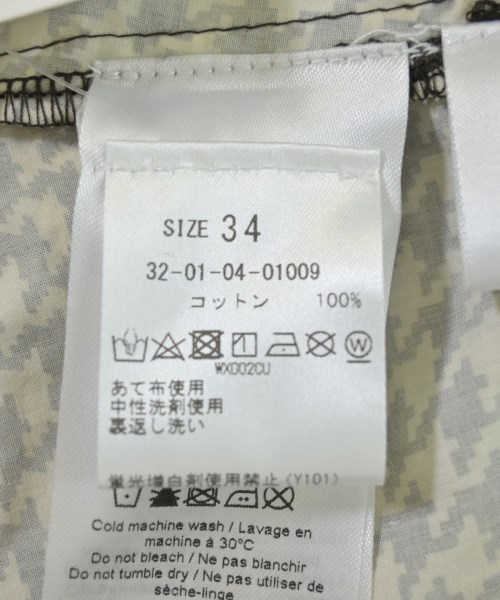 SIZE 34
32-01-04-01009
コットン 100%
W
WX002CU
あて布使用
中性洗剤使用
裏返し洗い
蛍光増白剤使用禁止(Y101)
Cold machine wash / Lavage en
machine à 30°C
Do not bleach / Ne pas blanchir
Do not tumble dry / Ne pas utiliser de
sèche-linge